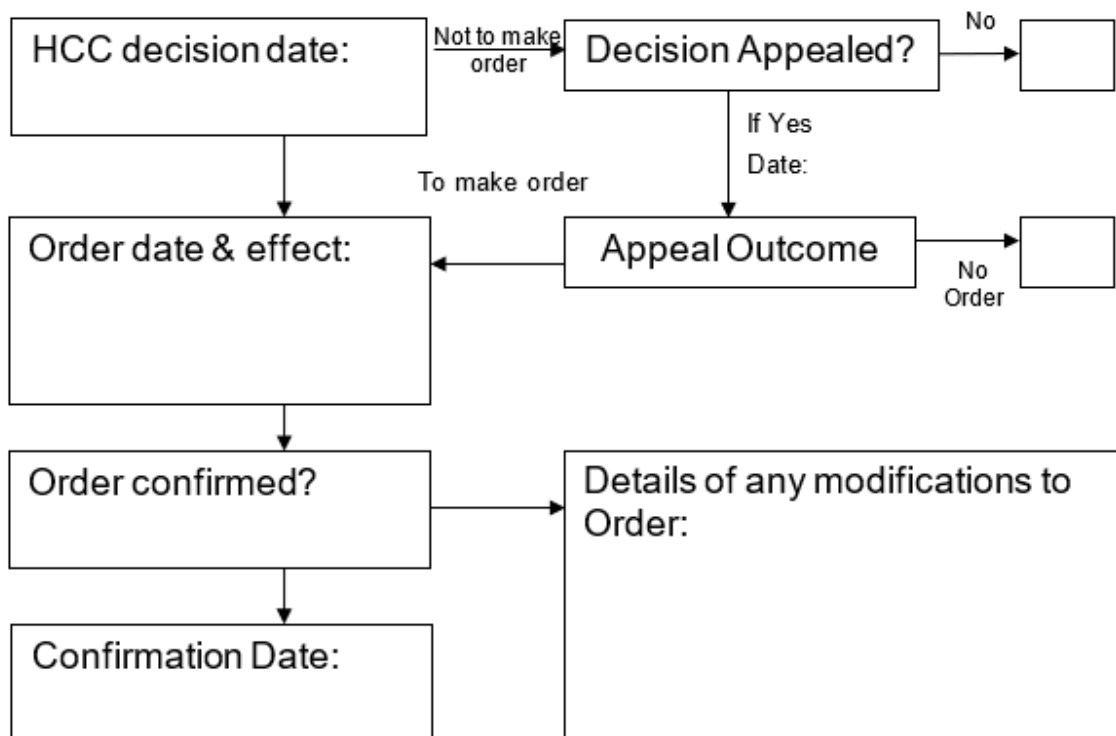 HCC decision date:
Not to make
order
Decision Appealed?
No
If Yes
Date:
To make order
Order date & effect:
Appeal Outcome
No
Order
Order confirmed?
Details of any modifications to
Order:
Confirmation Date: